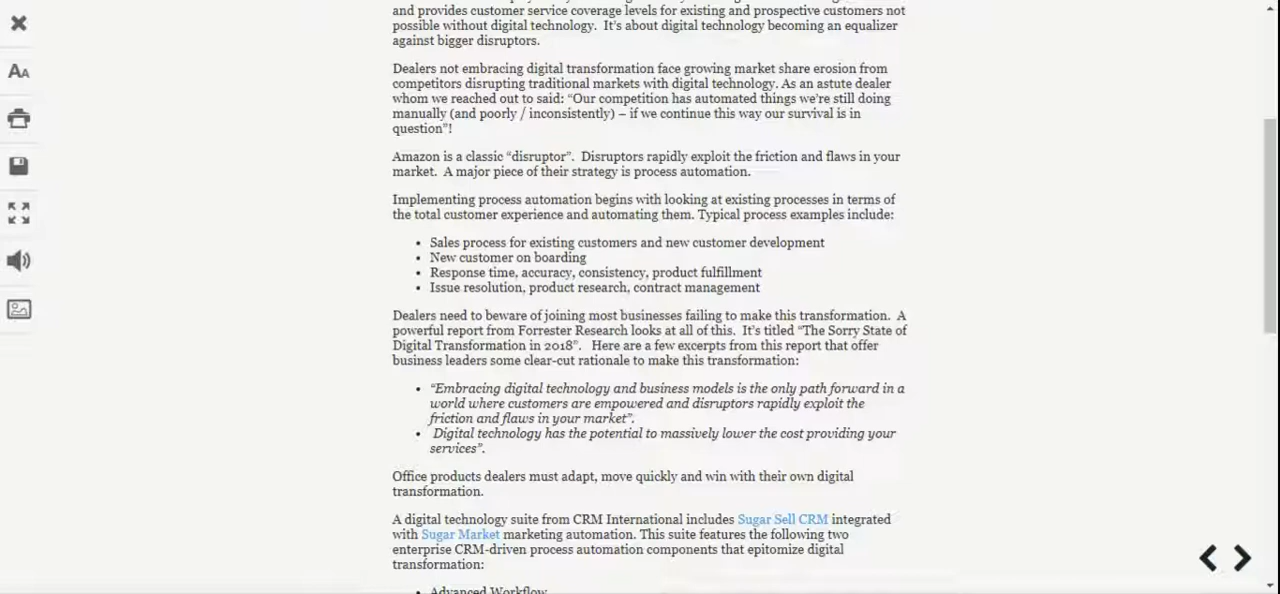 and provides customer service coverage levels for existing and prospective customers not
possible without digital technology.  It's about digital technology becoming an equalizer
against bigger disruptors.
Dealers not embracing digital transformation face growing market share erosion from
competitors disrupting traditional markets with digital technology. As an astute dealer
whom we reached out to said: “Our competition has automated things we're still doing
manually (and poorly / inconsistently) – if we continue this way our survival is in
question”!
Amazon is a classic “disruptor”.  Disruptors rapidly exploit the friction and flaws in your
market.  A major piece of their strategy is process automation.
Implementing process automation begins with looking at existing processes in terms of
the total customer experience and automating them. Typical process examples include:
• Sales process for existing customers and new customer development
• New customer on boarding
• Response time, accuracy, consistency, product fulfillment
• Issue resolution, product research, contract management
Dealers need to beware of joining most businesses failing to make this transformation.  A
powerful report from Forrester Research looks at all of this.  It's titled “The Sorry State of
Digital Transformation in 2018”.   Here are a few excerpts from this report that offer
business leaders some clear-cut rationale to make this transformation:
• “Embracing digital technology and business models is the only path forward in a
world where customers are empowered and disruptors rapidly exploit the
friction and flaws in your market”.
• Digital technology has the potential to massively lower the cost providing your
services”.
Office products dealers must adapt, move quickly and win with their own digital
transformation.
A digital technology suite from CRM International includes Sugar Sell CRM integrated
with Sugar Market marketing automation. This suite features the following two
enterprise CRM-driven process automation components that epitomize digital
transformation:
• Advanced Workflow